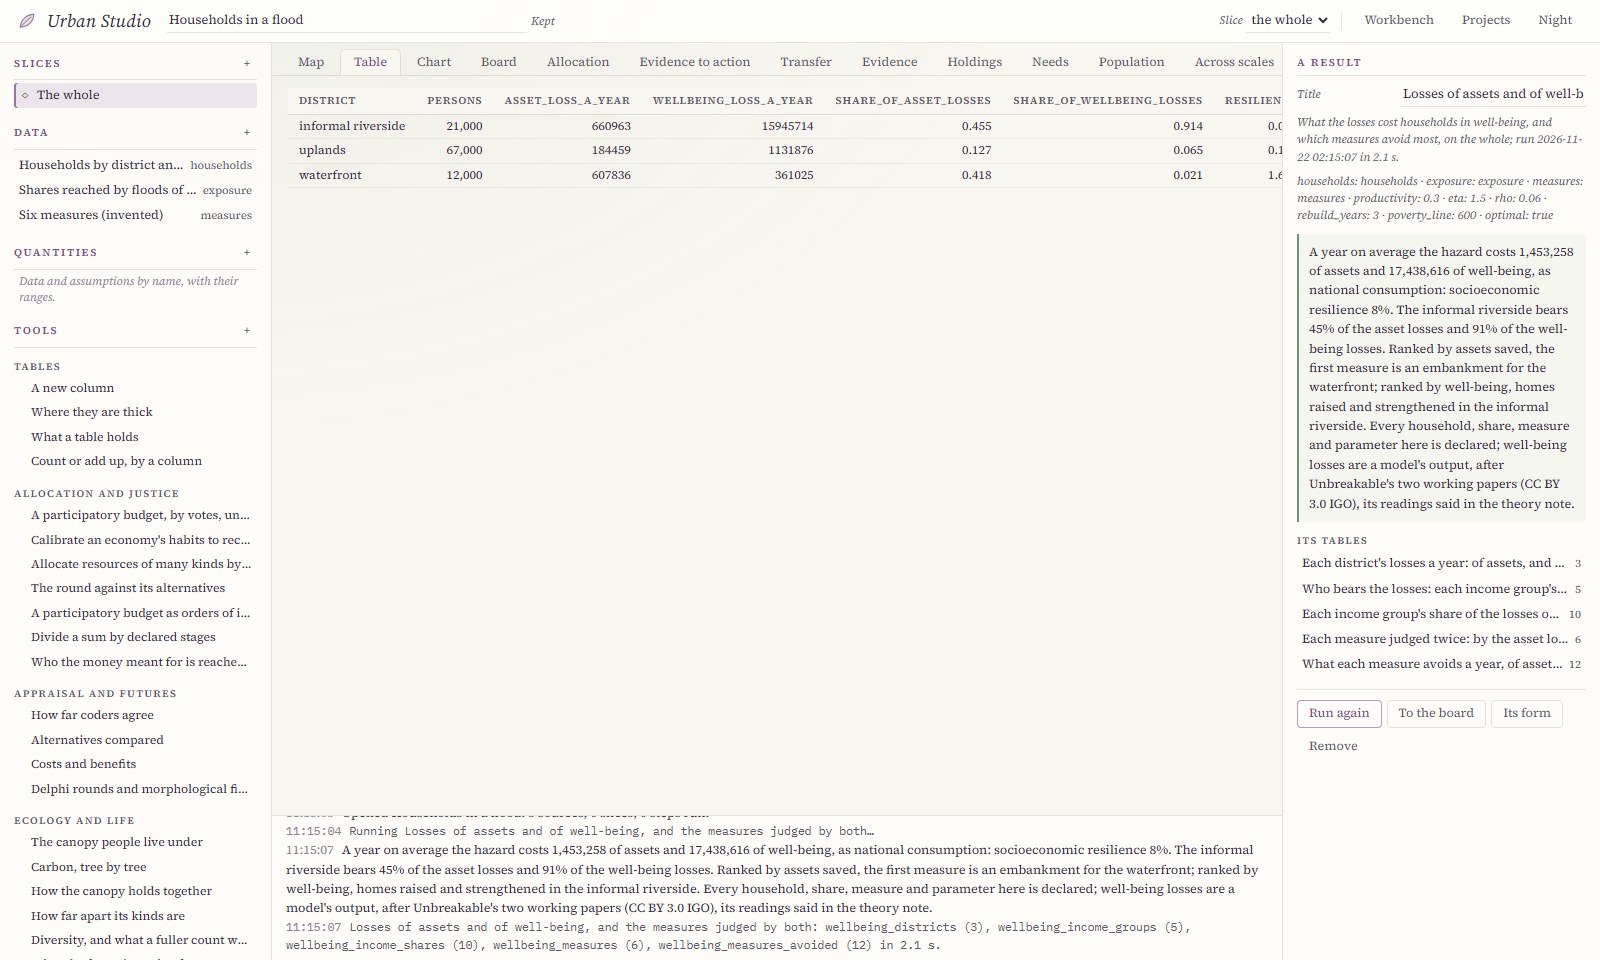 Urban Studio
Households in a flood
Kept
Slice the whole
Workbench
Projects
Night
SLICES +
The whole
DATA +
Households by district an... households
Shares reached by floods of ... exposure
Six measures (invented) measures
QUANTITIES +
Data and assumptions by name, with their
ranges.
TOOLS +
TABLES
A new column
Where they are thick
What a table holds
Count or add up, by a column
ALLOCATION AND JUSTICE
A participatory budget, by votes, un...
Calibrate an economy's habits to rec...
Allocate resources of many kinds by...
The round against its alternatives
A participatory budget as orders of i...
Divide a sum by declared stages
Who the money meant for is reache...
APPRAISAL AND FUTURES
How far coders agree
Alternatives compared
Costs and benefits
Delphi rounds and morphological fi...
ECOLOGY AND LIFE
The canopy people live under
Carbon, tree by tree
How the canopy holds together
How far apart its kinds are
Diversity, and what a fuller count w...
Map Table Chart Board Allocation Evidence to action Transfer Evidence Holdings Needs Population Across scales
DISTRICT PERSONS ASSET_LOSS_A_YEAR WELLBEING_LOSS_A_YEAR SHARE_OF_ASSET_LOSSES SHARE_OF_WELLBEING_LOSSES RESILIEN
informal riverside 21,000 660963 15945714 0.455 0.914 0.0
uplands 67,000 184459 1131876 0.127 0.065 0.1
waterfront 12,000 607836 361025 0.418 0.021 1.6
11:15:04 Running Losses of assets and of well-being, and the measures judged by both…
11:15:07 A year on average the hazard costs 1,453,258 of assets and 17,438,616 of well-being, as national consumption: socioeconomic resilience 8%. The informal
riverside bears 45% of the asset losses and 91% of the well-being losses. Ranked by assets saved, the first measure is an embankment for the waterfront; ranked by
well-being, homes raised and strengthened in the informal riverside. Every household, share, measure and parameter here is declared; well-being losses are a
model's output, after Unbreakable's two working papers (CC BY 3.0 IGO), its readings said in the theory note.
11:15:07 Losses of assets and of well-being, and the measures judged by both: wellbeing_districts (3), wellbeing_income_groups (5),
wellbeing_income_shares (10), wellbeing_measures (6), wellbeing_measures_avoided (12) in 2.1 s.
A RESULT
Title Losses of assets and of well-b
What the losses cost households in well-being, and
which measures avoid most, on the whole; run 2026-11-
22 02:15:07 in 2.1 s.
households: households · exposure: exposure · measures:
measures · productivity: 0.3 · eta: 1.5 · rho: 0.06 ·
rebuild_years: 3 · poverty_line: 600 · optimal: true
A year on average the hazard costs 1,453,258
of assets and 17,438,616 of well-being, as
national consumption: socioeconomic
resilience 8%. The informal riverside bears
45% of the asset losses and 91% of the well-
being losses. Ranked by assets saved, the
first measure is an embankment for the
waterfront; ranked by well-being, homes
raised and strengthened in the informal
riverside. Every household, share, measure
and parameter here is declared; well-being
losses are a model's output, after
Unbreakable's two working papers (CC BY
3.0 IGO), its readings said in the theory note.
ITS TABLES
Each district's losses a year: of assets, and ... 3
Who bears the losses: each income group's... 5
Each income group's share of the losses o... 10
Each measure judged twice: by the asset lo... 6
What each measure avoids a year, of asset... 12
Run again
To the board
Its form
Remove